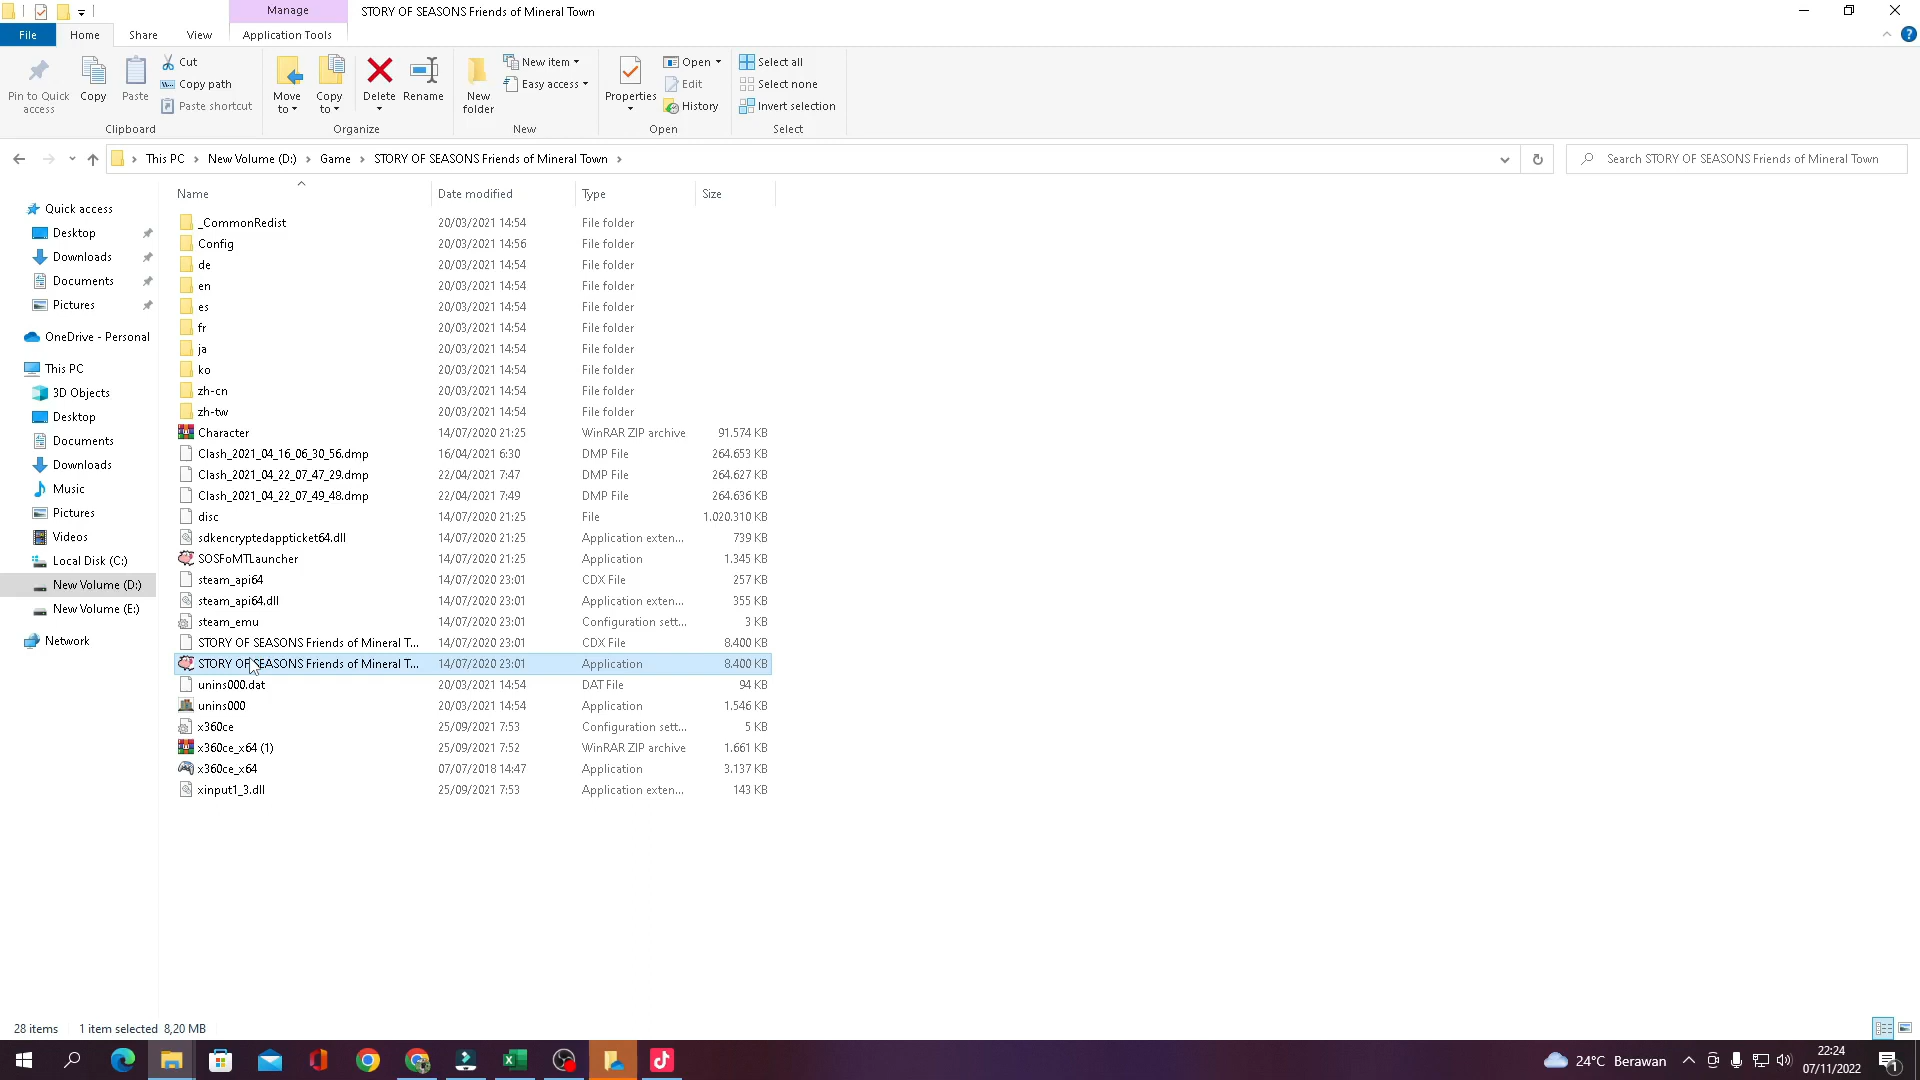 Manage
STORY OF SEASONS Friends of Mineral Town
File
Home
Share
View
Application Tools
Pin to Quick access
Copy
Paste
Cut
Copy path
Paste shortcut
Clipboard
Move to
Copy to
Delete
Rename
Organize
New folder
New item
Easy access
New
Properties
Open
Edit
History
Open
Select all
Select none
Invert selection
Select
This PC > New Volume (D:) > Game > STORY OF SEASONS Friends of Mineral Town >
Search STORY OF SEASONS Friends of Mineral Town
Quick access
Desktop
Downloads
Documents
Pictures
OneDrive - Personal
This PC
3D Objects
Desktop
Documents
Downloads
Music
Pictures
Videos
Local Disk (C:)
New Volume (D:)
New Volume (E:)
Network
Name Date modified Type Size
_CommonRedist 20/03/2021 14:54 File folder
Config 20/03/2021 14:56 File folder
de 20/03/2021 14:54 File folder
en 20/03/2021 14:54 File folder
es 20/03/2021 14:54 File folder
fr 20/03/2021 14:54 File folder
ja 20/03/2021 14:54 File folder
ko 20/03/2021 14:54 File folder
zh-cn 20/03/2021 14:54 File folder
zh-tw 20/03/2021 14:54 File folder
Character 14/07/2020 21:25 WinRAR ZIP archive 91.574 KB
Clash_2021_04_16_06_30_56.dmp 16/04/2021 6:30 DMP File 264.653 KB
Clash_2021_04_22_07_47_29.dmp 22/04/2021 7:47 DMP File 264.627 KB
Clash_2021_04_22_07_49_48.dmp 22/04/2021 7:49 DMP File 264.636 KB
disc 14/07/2020 21:25 File 1.020.310 KB
sdkencryptedappticket64.dll 14/07/2020 21:25 Application exten... 739 KB
SOSFoMTLauncher 14/07/2020 21:25 Application 1.345 KB
steam_api64 14/07/2020 23:01 CDX File 257 KB
steam_api64.dll 14/07/2020 23:01 Application exten... 355 KB
steam_emu 14/07/2020 23:01 Configuration sett... 3 KB
STORY OF SEASONS Friends of Mineral T... 14/07/2020 23:01 CDX File 8.400 KB
STORY OF SEASONS Friends of Mineral T... 14/07/2020 23:01 Application 8.400 KB
unins000.dat 20/03/2021 14:54 DAT File 94 KB
unins000 20/03/2021 14:54 Application 1.546 KB
x360ce 25/09/2021 7:53 Configuration sett... 5 KB
x360ce_x64 (1) 25/09/2021 7:52 WinRAR ZIP archive 1.661 KB
x360ce_x64 07/07/2018 14:47 Application 3.137 KB
xinput1_3.dll 25/09/2021 7:53 Application exten... 143 KB
28 items 1 item selected 8,20 MB
24°C Berawan
22:24
07/11/2022
1